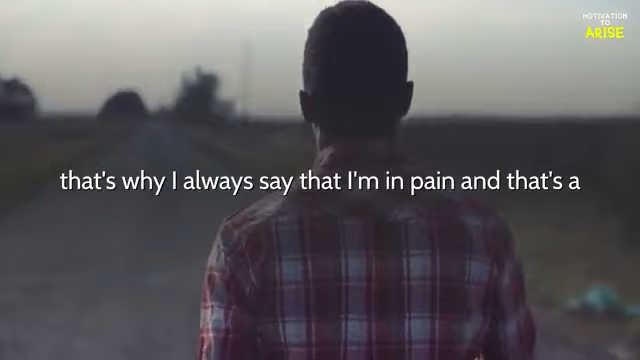 MOTIVATION
TO
ARISE
that's why I always say that I'm in pain and that's a